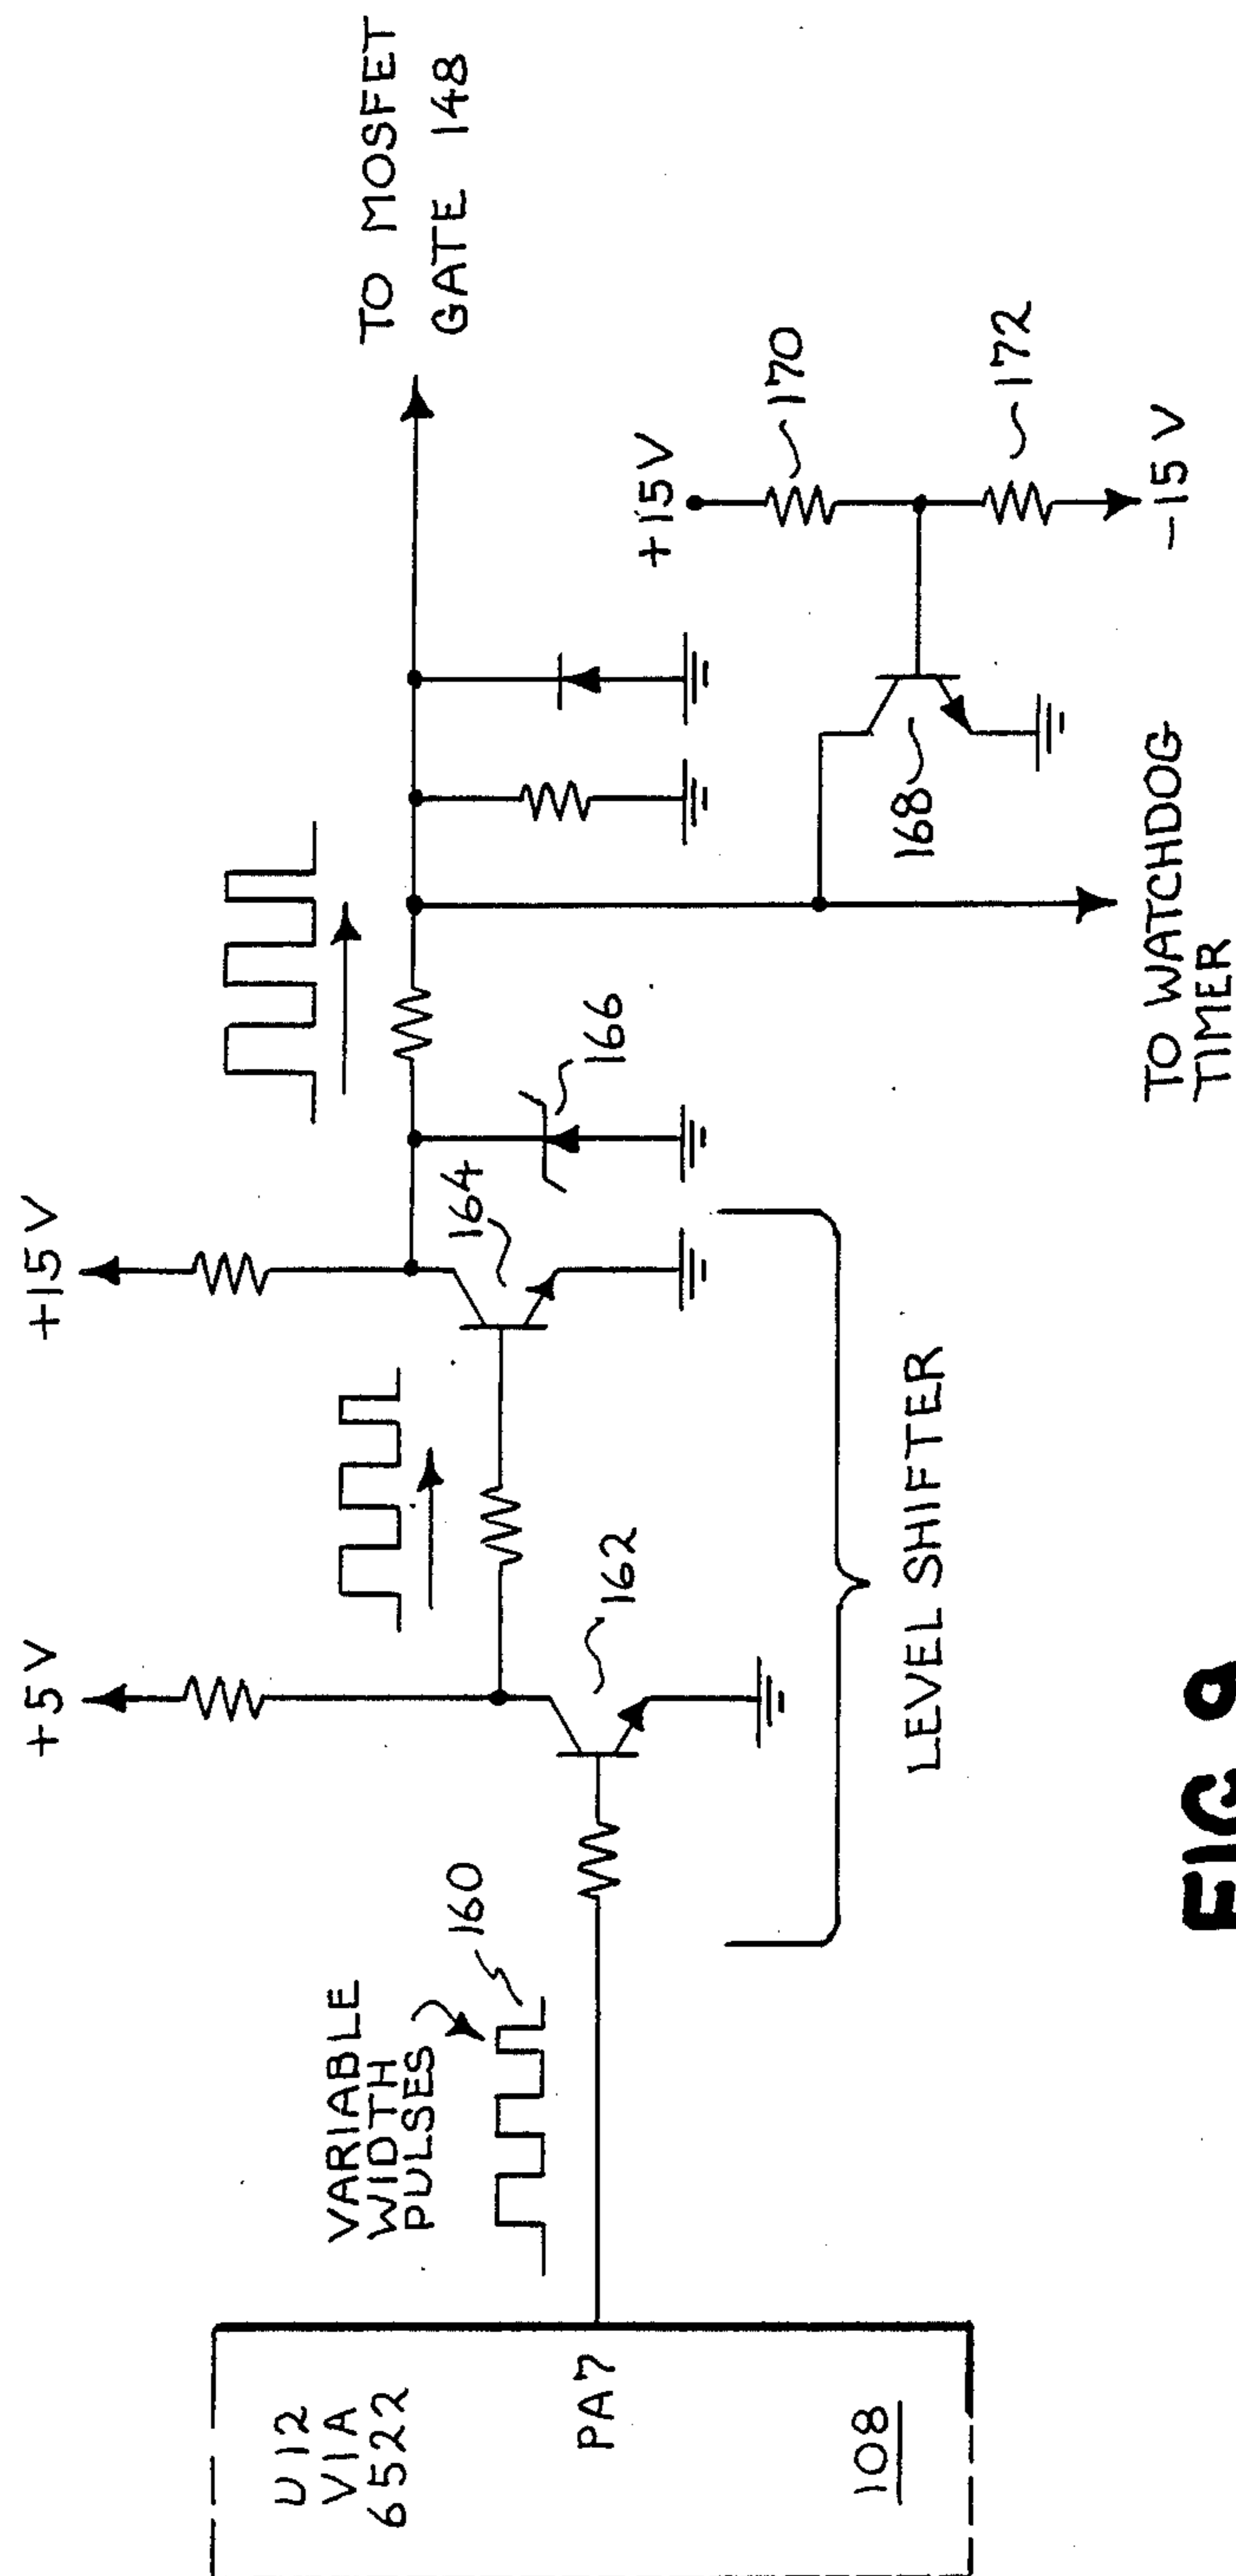 U12
VIA
6522
PA7
108
VARIABLE
WIDTH
PULSES
160
+5V
162
+15V
164
166
LEVEL SHIFTER
TO MOSFET
GATE 148
+15V
170
172
-15V
168
TO WATCHDOG
TIMER
FIG 9